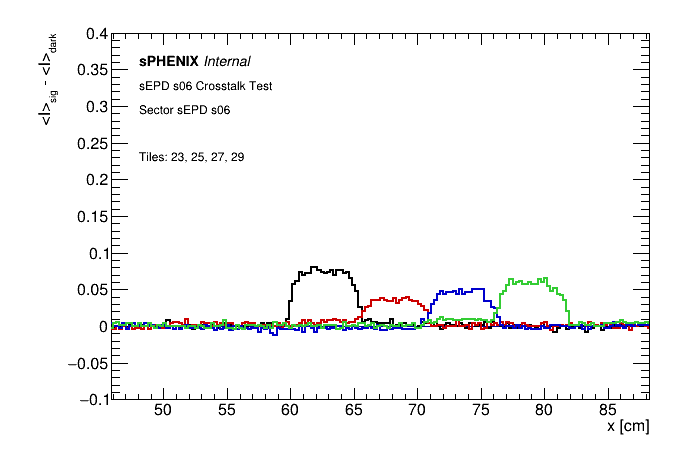 <I>sig - <I>dark
0.4
0.35
0.3
0.25
0.2
0.15
0.1
0.05
0
−0.05
−0.1
sPHENIX Internal
sEPD s06 Crosstalk Test
Sector sEPD s06
Tiles: 23, 25, 27, 29
50 55 60 65 70 75 80 85
x [cm]